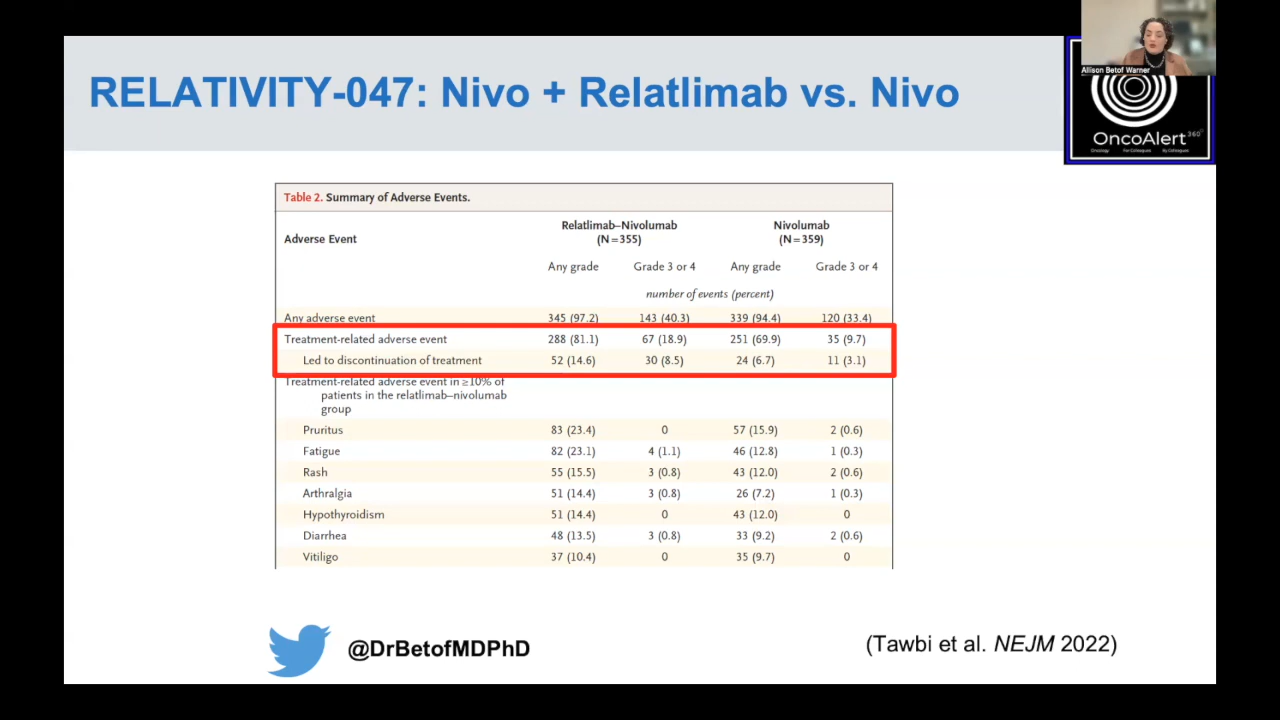 RELATIVITY-047: Nivo + Relatlimab vs. Nivo
Allison Betof Warner
OncoAlert 360°
Oncology For Colleagues By Colleagues
Table 2. Summary of Adverse Events.
Adverse Event Relatlimab–Nivolumab (N=355) Nivolumab (N=359)
Any grade Grade 3 or 4 Any grade Grade 3 or 4
number of events (percent)
Any adverse event 345 (97.2) 143 (40.3) 339 (94.4) 120 (33.4)
Treatment-related adverse event 288 (81.1) 67 (18.9) 251 (69.9) 35 (9.7)
Led to discontinuation of treatment 52 (14.6) 30 (8.5) 24 (6.7) 11 (3.1)
Treatment-related adverse event in ≥10% of
patients in the relatlimab–nivolumab
group
Pruritus 83 (23.4) 0 57 (15.9) 2 (0.6)
Fatigue 82 (23.1) 4 (1.1) 46 (12.8) 1 (0.3)
Rash 55 (15.5) 3 (0.8) 43 (12.0) 2 (0.6)
Arthralgia 51 (14.4) 3 (0.8) 26 (7.2) 1 (0.3)
Hypothyroidism 51 (14.4) 0 43 (12.0) 0
Diarrhea 48 (13.5) 3 (0.8) 33 (9.2) 2 (0.6)
Vitiligo 37 (10.4) 0 35 (9.7) 0
@DrBetofMDPhD
(Tawbi et al. NEJM 2022)